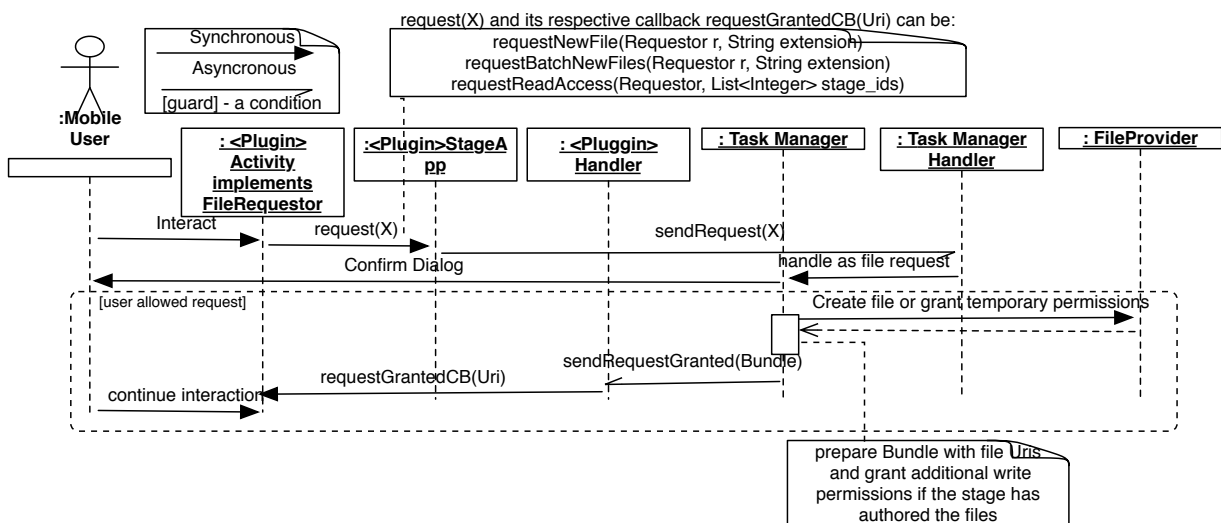 request(X) and its respective callback requestGrantedCB(Uri) can be:
requestNewFile(Requestor r, String extension)
requestBatchNewFiles(Requestor r, String extension)
requestReadAccess(Requestor, List<Integer> stage_ids)
Synchronous
Asyncronous
[guard] - a condition
:Mobile
User
: <Plugin>
Activity
implements
FileRequestor
:<Plugin>StageA
pp
: <Pluggin>
Handler
: Task Manager
: Task Manager
Handler
: FileProvider
Interact
request(X)
sendRequest(X)
Confirm Dialog
handle as file request
[user allowed request]
Create file or grant temporary permissions
sendRequestGranted(Bundle)
requestGrantedCB(Uri)
continue interaction
prepare Bundle with file Uris
and grant additional write
permissions if the stage has
authored the files